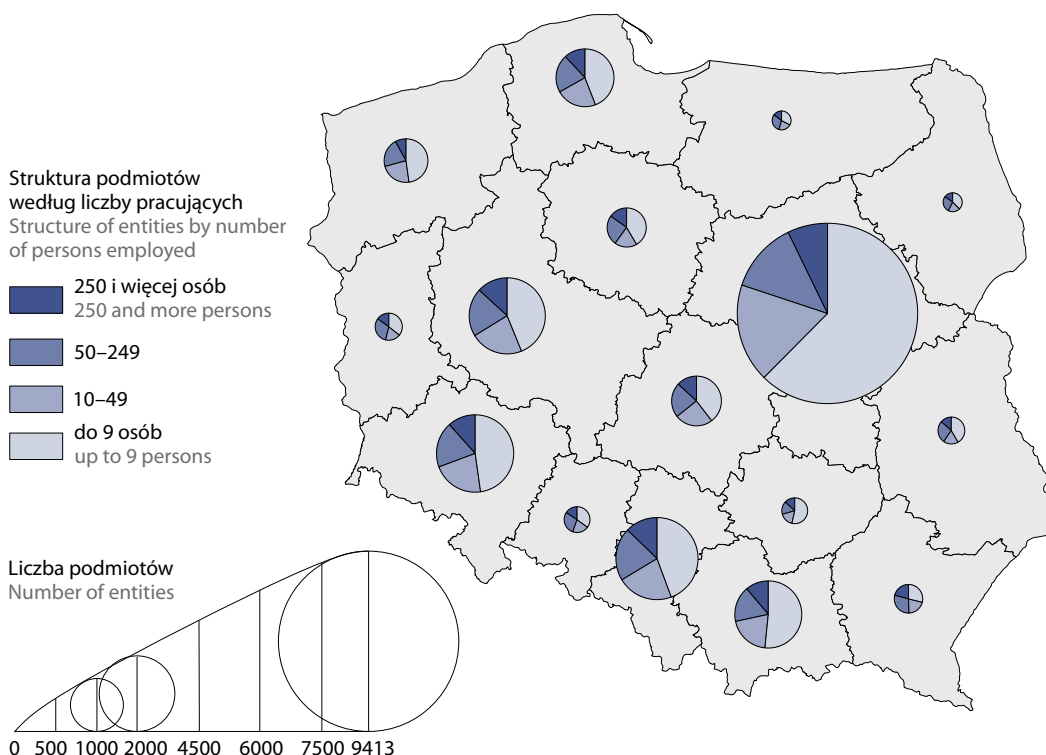 Struktura podmiotów
według liczby pracujących
Structure of entities by number
of persons employed
250 i więcej osób
250 and more persons
50–249
10–49
do 9 osób
up to 9 persons
Liczba podmiotów
Number of entities
0 500 1000 2000 4500 6000 7500 9413